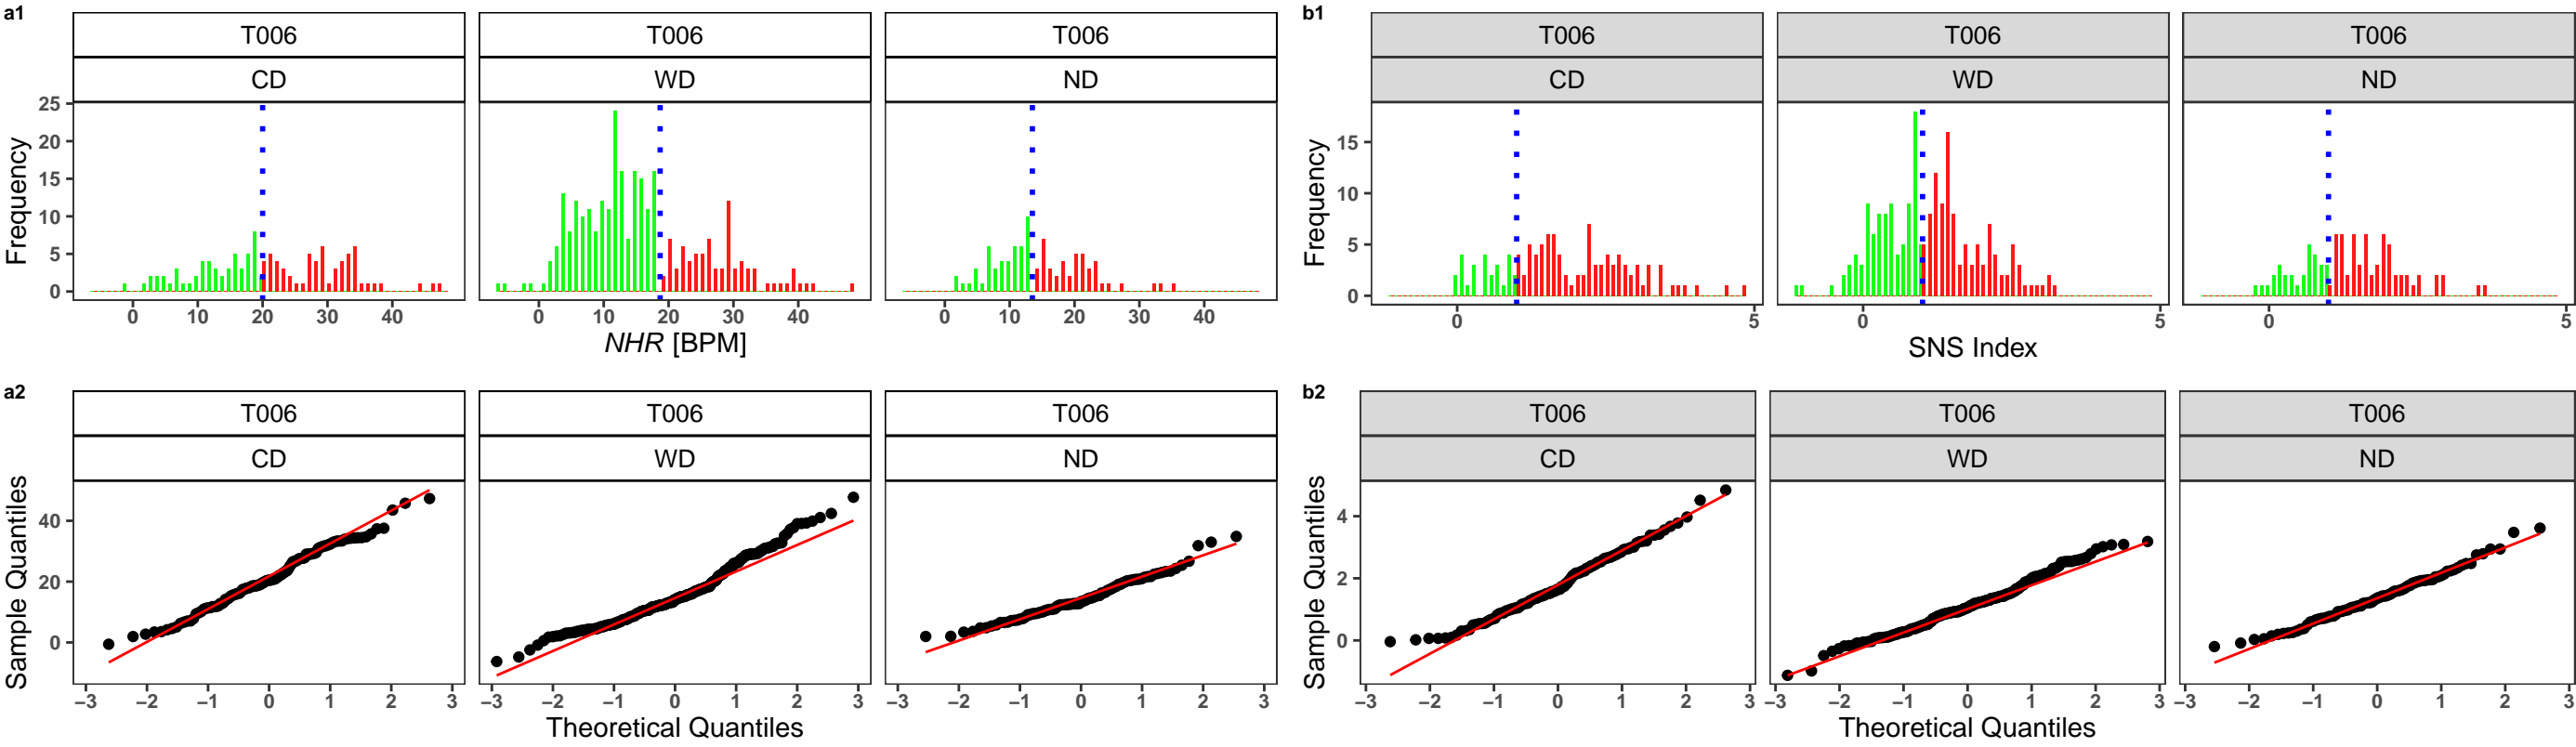 a1
T006 T006 T006
CD WD ND
Frequency
25
20
15
10
5
0
0 10 20 30 40 0 10 20 30 40 0 10 20 30 40
NHR [BPM]
b1
T006 T006 T006
CD WD ND
Frequency
15
10
5
0
0 5 0 5 0 5
SNS Index
a2
T006 T006 T006
CD WD ND
Sample Quantiles
40
20
0
−3 −2 −1 0 1 2 3 −3 −2 −1 0 1 2 3 −3 −2 −1 0 1 2 3
Theoretical Quantiles
b2
T006 T006 T006
CD WD ND
Sample Quantiles
4
2
0
−3 −2 −1 0 1 2 3 −3 −2 −1 0 1 2 3 −3 −2 −1 0 1 2 3
Theoretical Quantiles